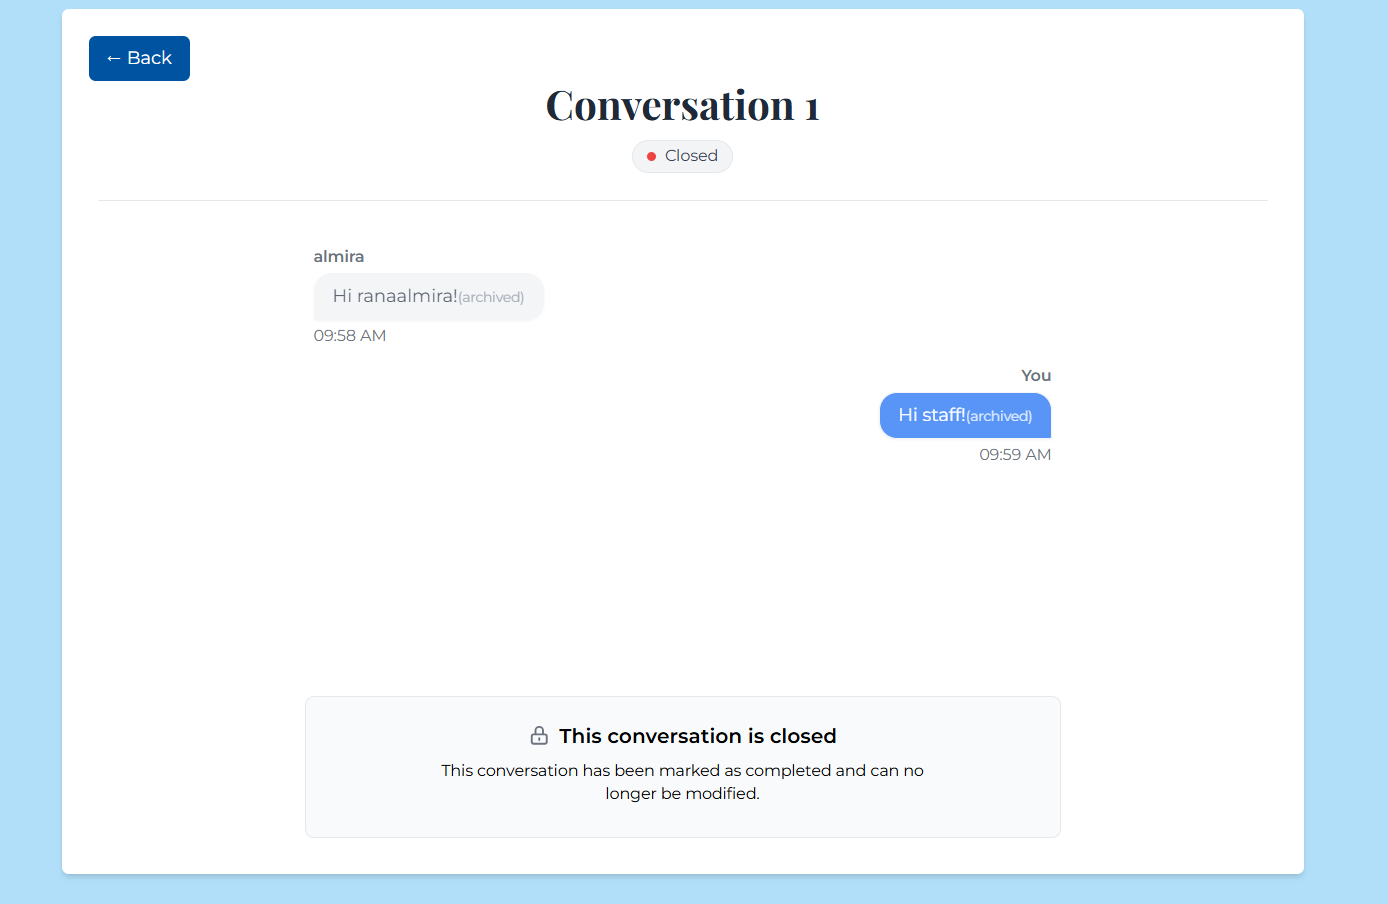 ← Back
Conversation 1
Closed
almira
Hi ranaalmira!(archived)
09:58 AM
You
Hi staff!(archived)
09:59 AM
This conversation is closed
This conversation has been marked as completed and can no
longer be modified.